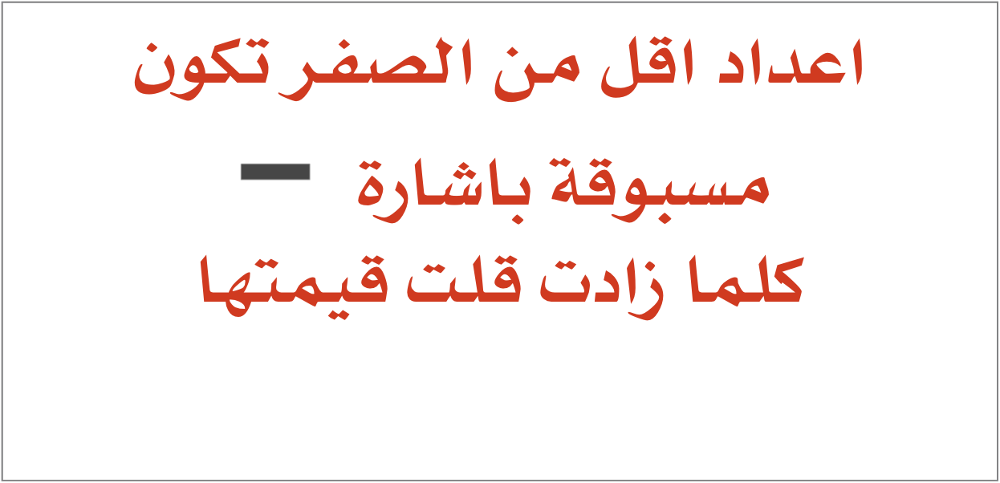 اعداد اقل من الصفر تكون
مسبوقة باشارة –
كلما زادت قلت قيمتها